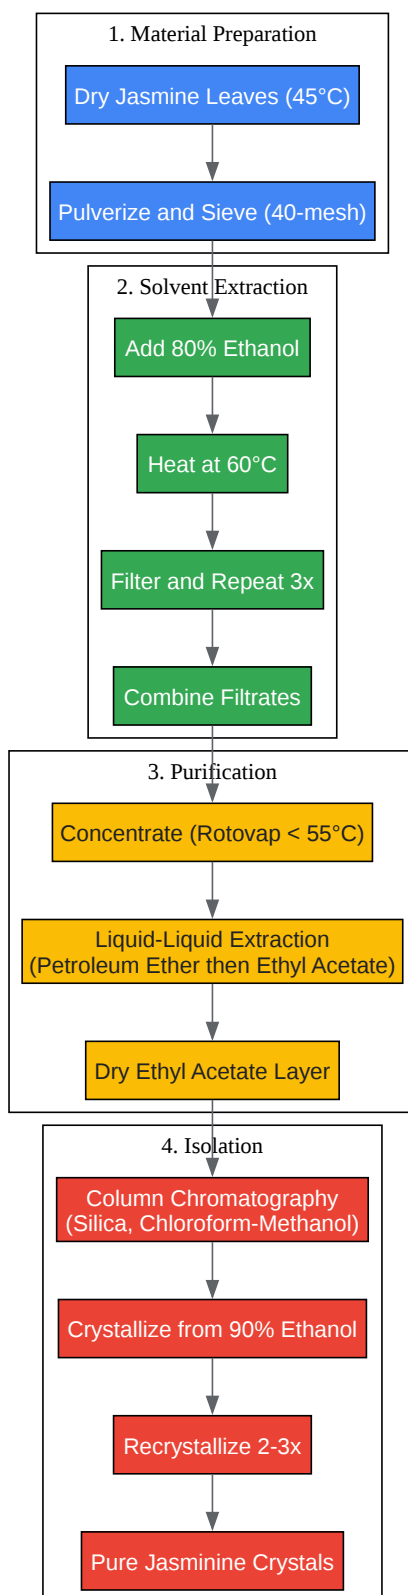 1. Material Preparation
Dry Jasmine Leaves (45°C)
Pulverize and Sieve (40-mesh)
2. Solvent Extraction
Add 80% Ethanol
Heat at 60°C
Filter and Repeat 3x
Combine Filtrates
3. Purification
Concentrate (Rotovap < 55°C)
Liquid-Liquid Extraction
(Petroleum Ether then Ethyl Acetate)
Dry Ethyl Acetate Layer
4. Isolation
Column Chromatography
(Silica, Chloroform-Methanol)
Crystallize from 90% Ethanol
Recrystallize 2-3x
Pure Jasminine Crystals